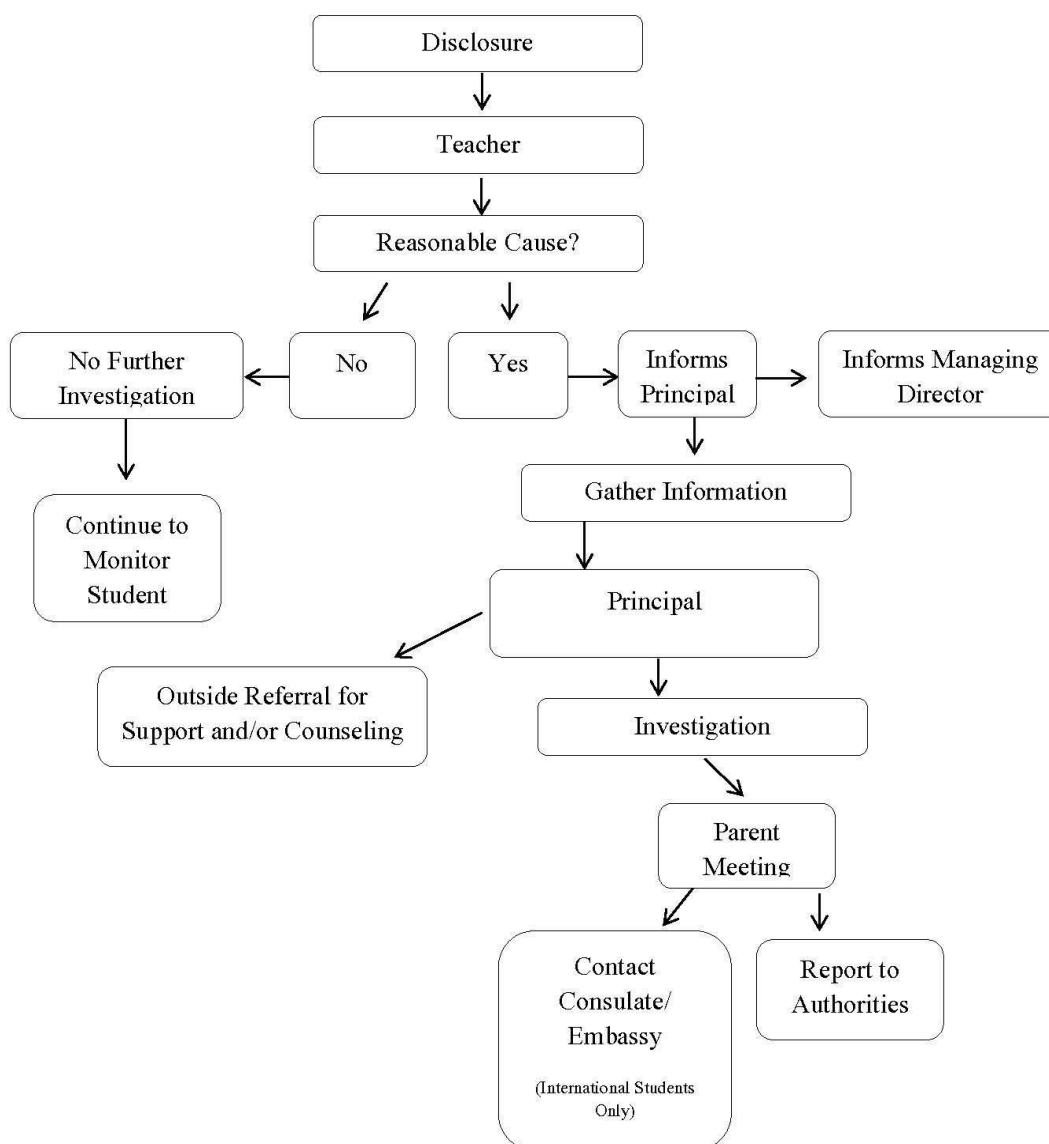 Disclosure
Teacher
Reasonable Cause?
No Further
Investigation
No
Yes
Informs
Principal
Informs Managing
Director
Gather Information
Continue to
Monitor
Student
Principal
Outside Referral for
Support and/or Counseling
Investigation
Parent
Meeting
Contact
Consulate/
Embassy
(International Students
Only)
Report to
Authorities